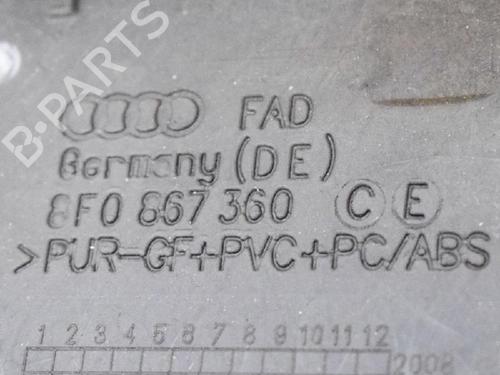 B-PARTS
FAD
Germany (DE)
8F0 867 360 C E
>PUR-GF+PVC+PC/ABS
1 2 3 4 5 6 7 8 9 10 11 12
2008